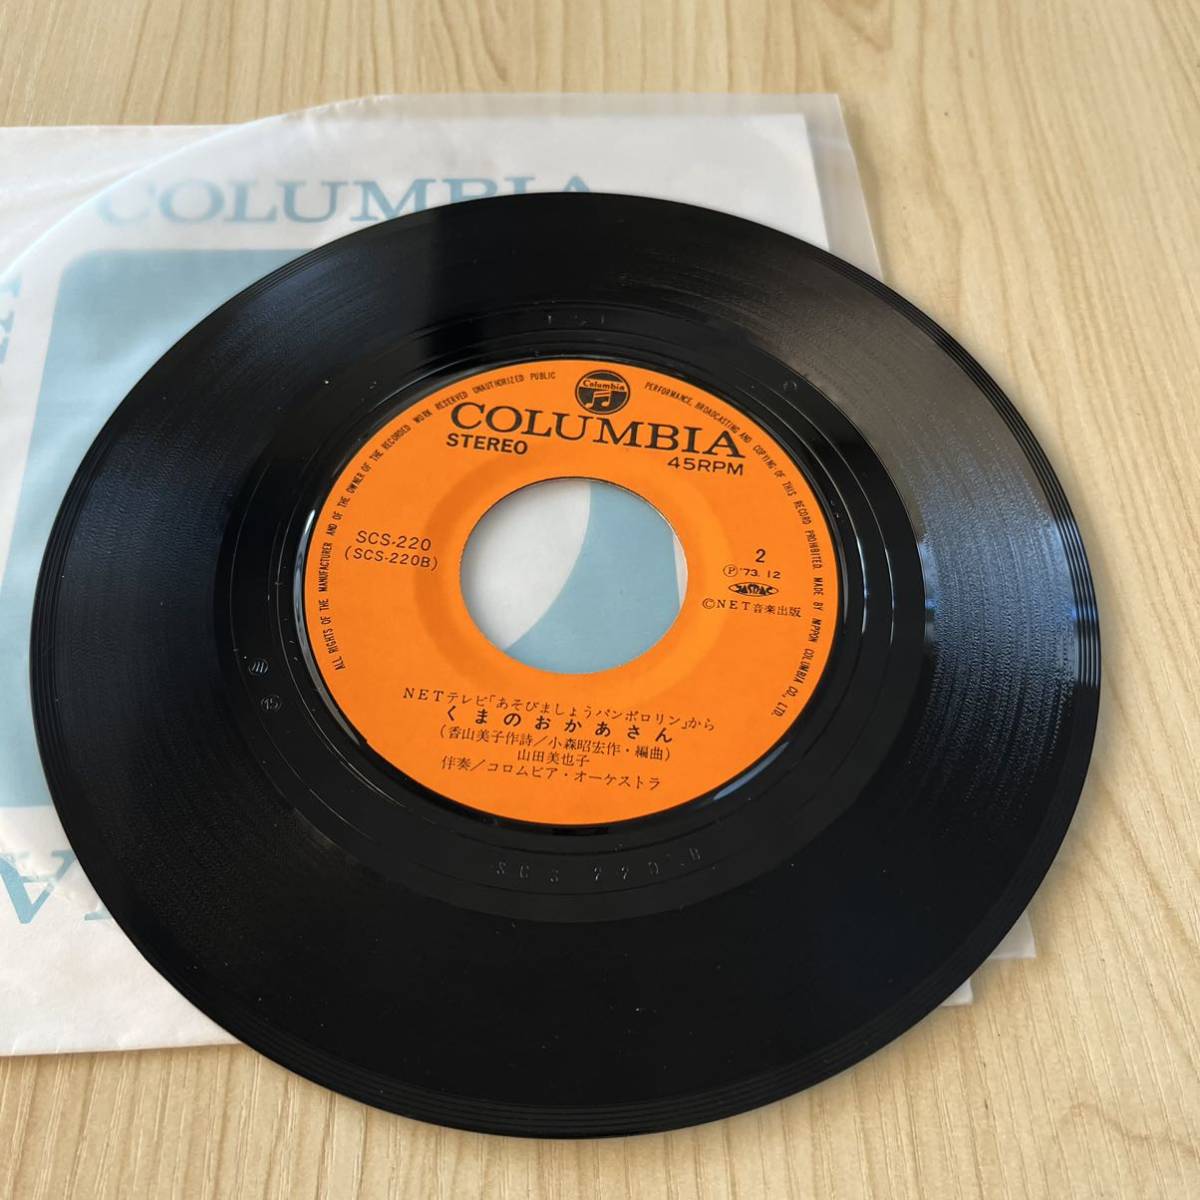 COLUMBIA
ALL RIGHTS OF THE MANUFACTURER AND OF THE OWNER OF THE RECORDED WORK RESERVED UNAUTHORIZED PUBLIC PERFORMANCE, BROADCASTING AND COPYING OF THIS RECORD PROHIBITED. MADE BY NIPPON COLUMBIA CO., LTD.
Columbia
COLUMBIA
STEREO
45RPM
SCS-220
(SCS-220B)
2
Ⓟ '73. 12
JASRAC
©NET音楽出版
NETテレビ「あそびましょうパンポロリン」から
くまのおかあさん
(香山美子作詩/小森昭宏作・編曲)
山田美也子
伴奏/コロムビア・オーケストラ
15